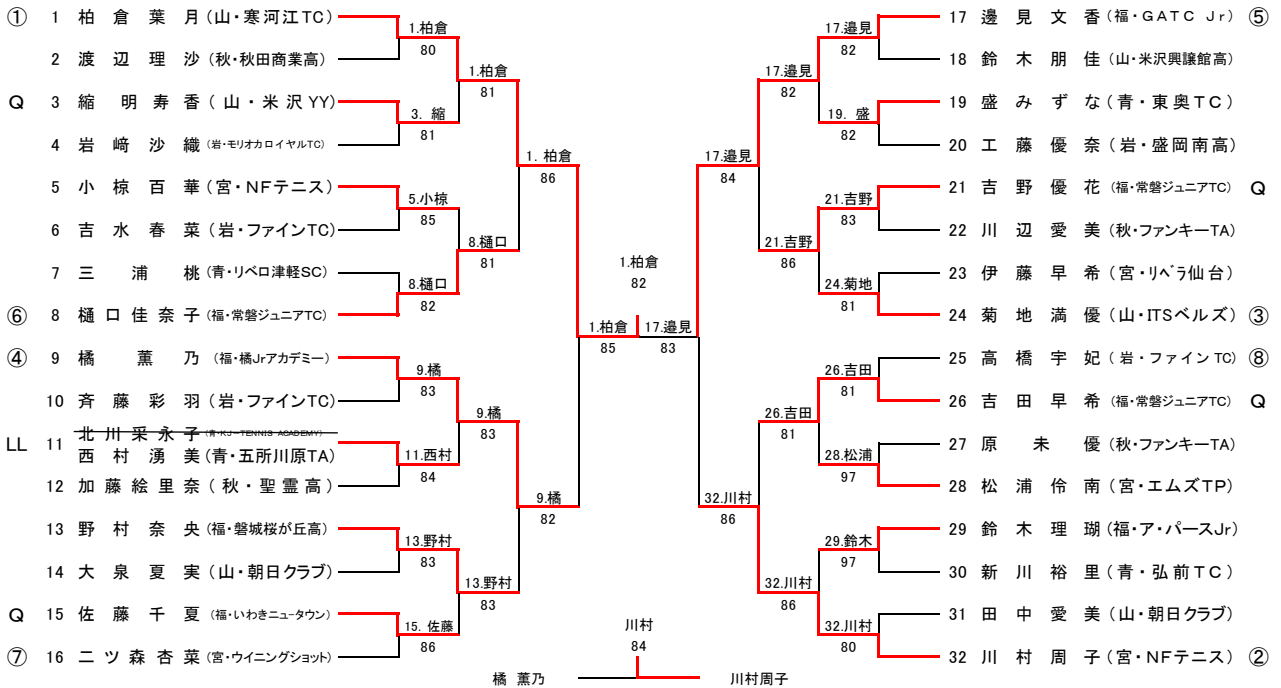 ① 1 柏倉葉月 (山・寒河江TC)
1.柏倉
80
2 渡辺理沙 (秋・秋田商業高)
1.柏倉
81
Q 3 縮明寿香 (山・米沢YY)
3. 縮
81
4 岩﨑沙織 (岩・モリオカロイヤルTC)
1. 柏倉
86
5 小椋百華 (宮・NFテニス)
5.小椋
85
6 吉水春菜 (岩・ファインTC)
8.樋口
81
7 三浦桃 (青・リベロ津軽SC)
8.樋口
82
⑥ 8 樋口佳奈子 (福・常磐ジュニアTC)
1.柏倉
85
④ 9 橘薫乃 (福・橘Jrアカデミー)
9.橘
83
10 斉藤彩羽 (岩・ファインTC)
9.橘
83
北川采永子 (青・KJ-TENNIS ACADEMY)
LL 11 西村湧美 (青・五所川原TA)
11.西村
84
12 加藤絵里奈 (秋・聖霊高)
9.橘
82
13 野村奈央 (福・磐城桜が丘高)
13.野村
83
14 大泉夏実 (山・朝日クラブ)
13.野村
83
Q 15 佐藤千夏 (福・いわきニュータウン)
15. 佐藤
86
⑦ 16 二ツ森杏菜 (宮・ウイニングショット)
1.柏倉
82
17 邉見文香 (福・GATC Jr) ⑤
17.邉見
82
18 鈴木朋佳 (山・米沢興譲館高)
17.邉見
82
19 盛みずな (青・東奥TC)
19. 盛
82
20 工藤優奈 (岩・盛岡南高)
17.邉見
84
21 吉野優花 (福・常磐ジュニアTC) Q
21.吉野
83
22 川辺愛美 (秋・ファンキーTA)
21.吉野
86
23 伊藤早希 (宮・リベラ仙台)
24.菊地
81
24 菊地満優 (山・ITSベルズ) ③
17.邉見
83
25 高橋宇妃 (岩・ファインTC) ⑧
26.吉田
81
26 吉田早希 (福・常磐ジュニアTC) Q
26.吉田
81
27 原未優 (秋・ファンキーTA)
28.松浦
97
28 松浦伶南 (宮・エムズTP)
32.川村
86
29 鈴木理瑚 (福・ア・パースJr)
29.鈴木
97
30 新川裕里 (青・弘前TC)
32.川村
86
31 田中愛美 (山・朝日クラブ)
32.川村
80
32 川村周子 (宮・NFテニス) ②
川村
84
橘 薫乃
川村周子